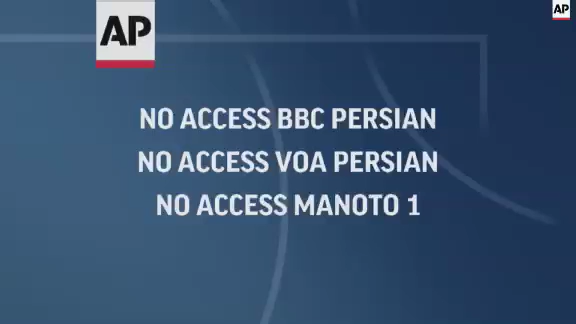 AP
AP
NO ACCESS BBC PERSIAN
NO ACCESS VOA PERSIAN
NO ACCESS MANOTO 1